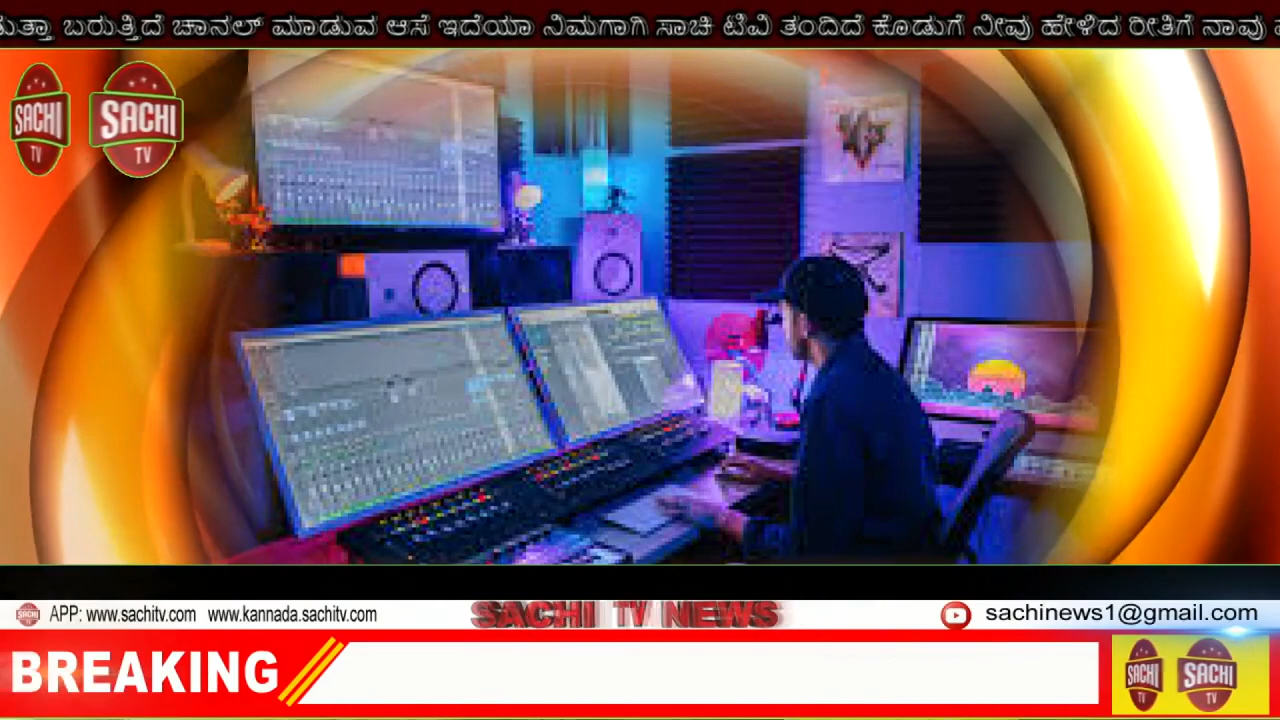 ಬರುತ್ತಿದೆ ಚಾನಲ್ ಮಾಡುವ ಆಸೆ ಇದೆಯಾ ನಿಮಗಾಗಿ ಸಾಚಿ ಟಿವಿ ತಂದಿದೆ ಕೊಡುಗೆ ನೀವು ಹೇಳಿದ ರೀತಿಗೆ ನಾವು
SACHI TV
SACHI TV
SACHI APP: www.sachitv.com www.kannada.sachitv.com
SACHI TV NEWS
sachinews1@gmail.com
BREAKING
SACHI TV
SACHI TV